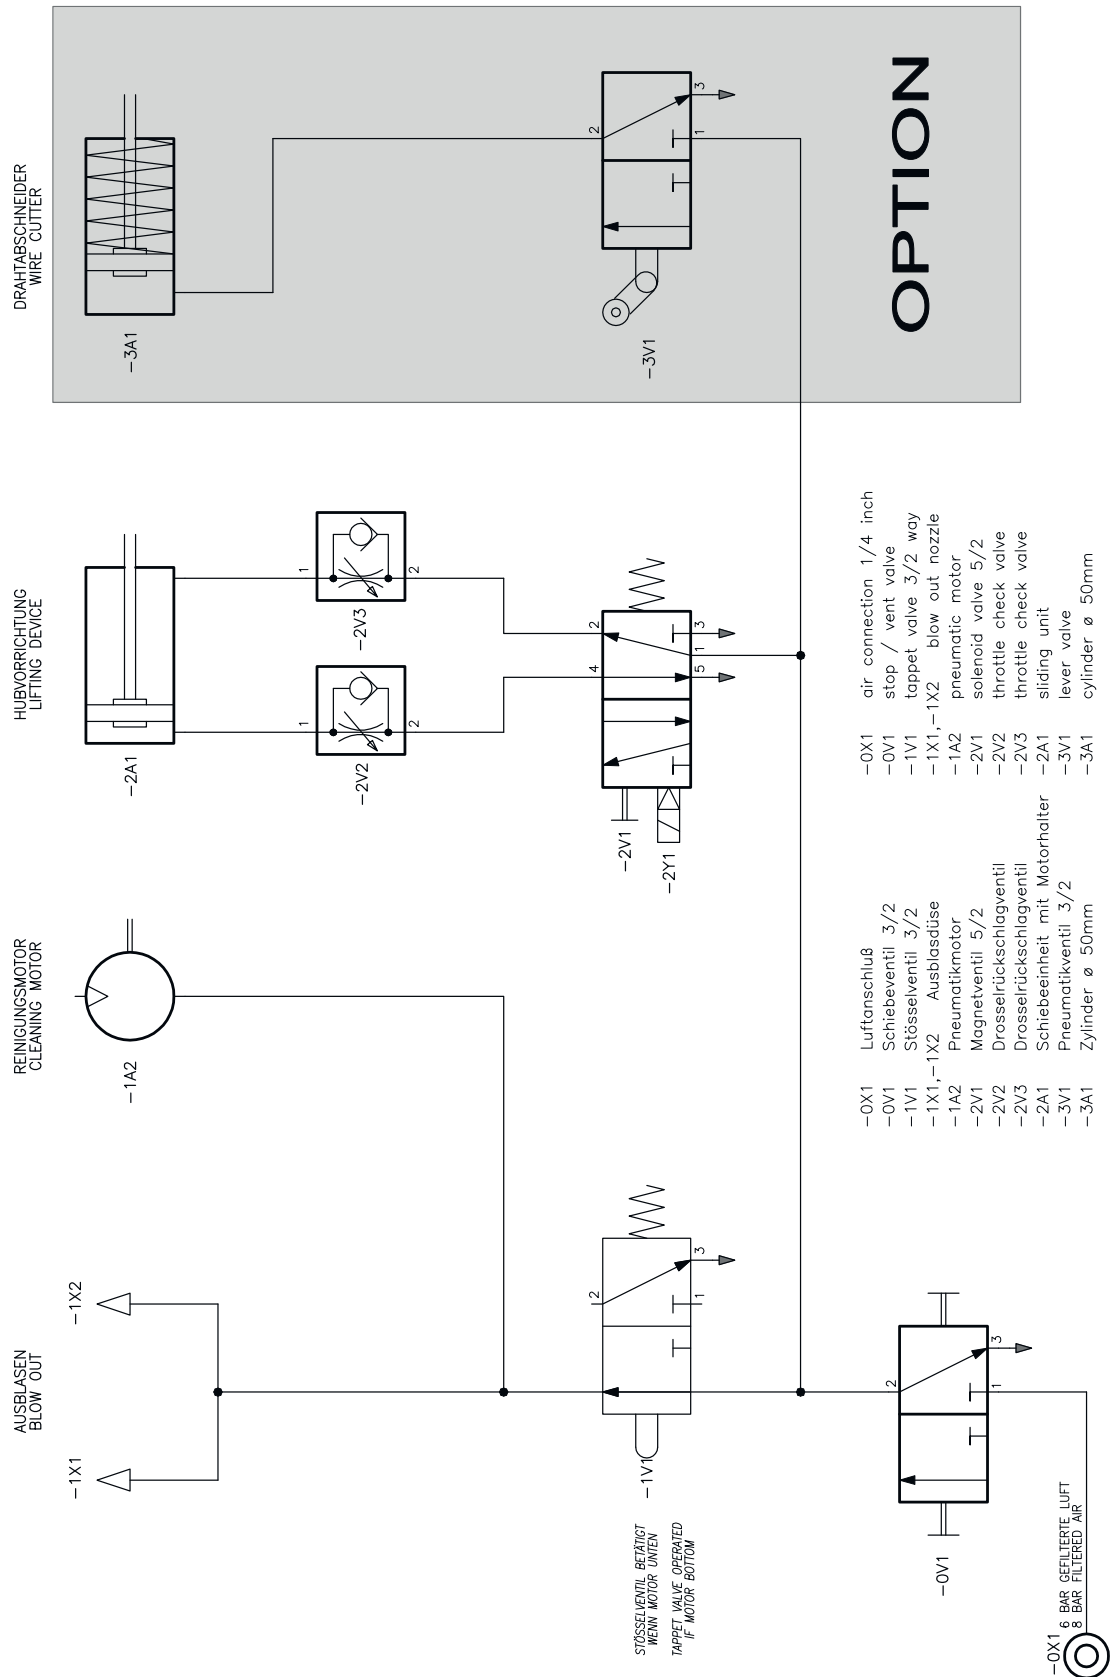 AUSBLASEN
BLOW OUT
REINIGUNGSMOTOR
CLEANING MOTOR
HUBVORRICHTUNG
LIFTING DEVICE
DRAHTABSCHNEIDER
WIRE CUTTER
-1X1
-1X2
-1A2
-2A1
-3A1
1
1
-2V2
-2V3
2
2
2
4
2
2
-1V1
-2V1
-2Y1
-3V1
1
3
5
1
3
1
3
STÖSSELVENTIL BETÄTIGT
WENN MOTOR UNTEN
TAPPET VALVE OPERATED
IF MOTOR BOTTOM
OPTION
2
-0V1
1
3
-0X1
6 BAR GEFILTERTE LUFT
8 BAR FILTERED AIR
-0X1 Luftanschluß
-0V1 Schiebeventil 3/2
-1V1 Stösselventil 3/2
-1X1,-1X2 Ausblasdüse
-1A2 Pneumatikmotor
-2V1 Magnetventil 5/2
-2V2 Drosselrückschlagventil
-2V3 Drosselrückschlagventil
-2A1 Schiebeeinheit mit Motorhalter
-3V1 Pneumatikventil 3/2
-3A1 Zylinder ø 50mm
-0X1 air connection 1/4 inch
-0V1 stop / vent valve
-1V1 tappet valve 3/2 way
-1X1,-1X2 blow out nozzle
-1A2 pneumatic motor
-2V1 solenoid valve 5/2
-2V2 throttle check valve
-2V3 throttle check valve
-2A1 sliding unit
-3V1 lever valve
-3A1 cylinder ø 50mm